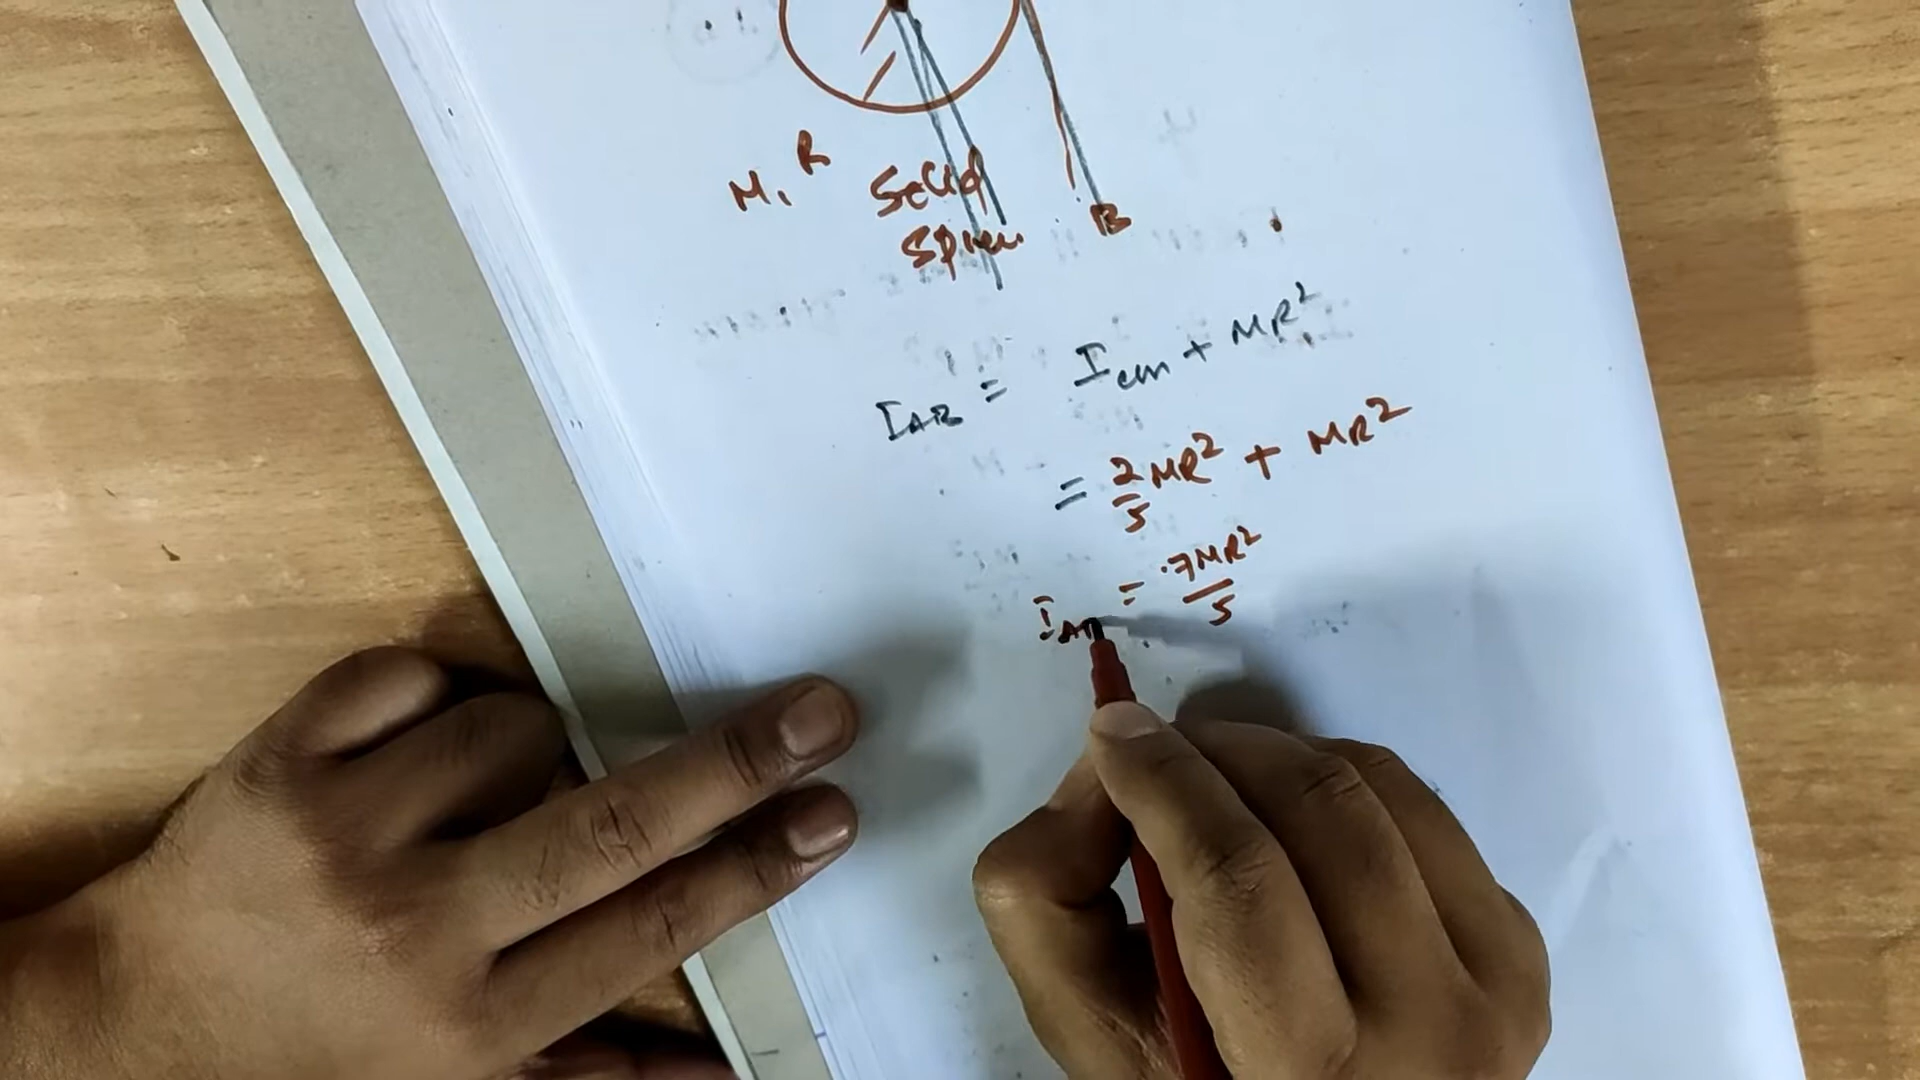 M, R
Solid
Sphere
B
I_AB = I_cm + MR²
= 2/5 MR² + MR²
I_AB = 7MR²/5